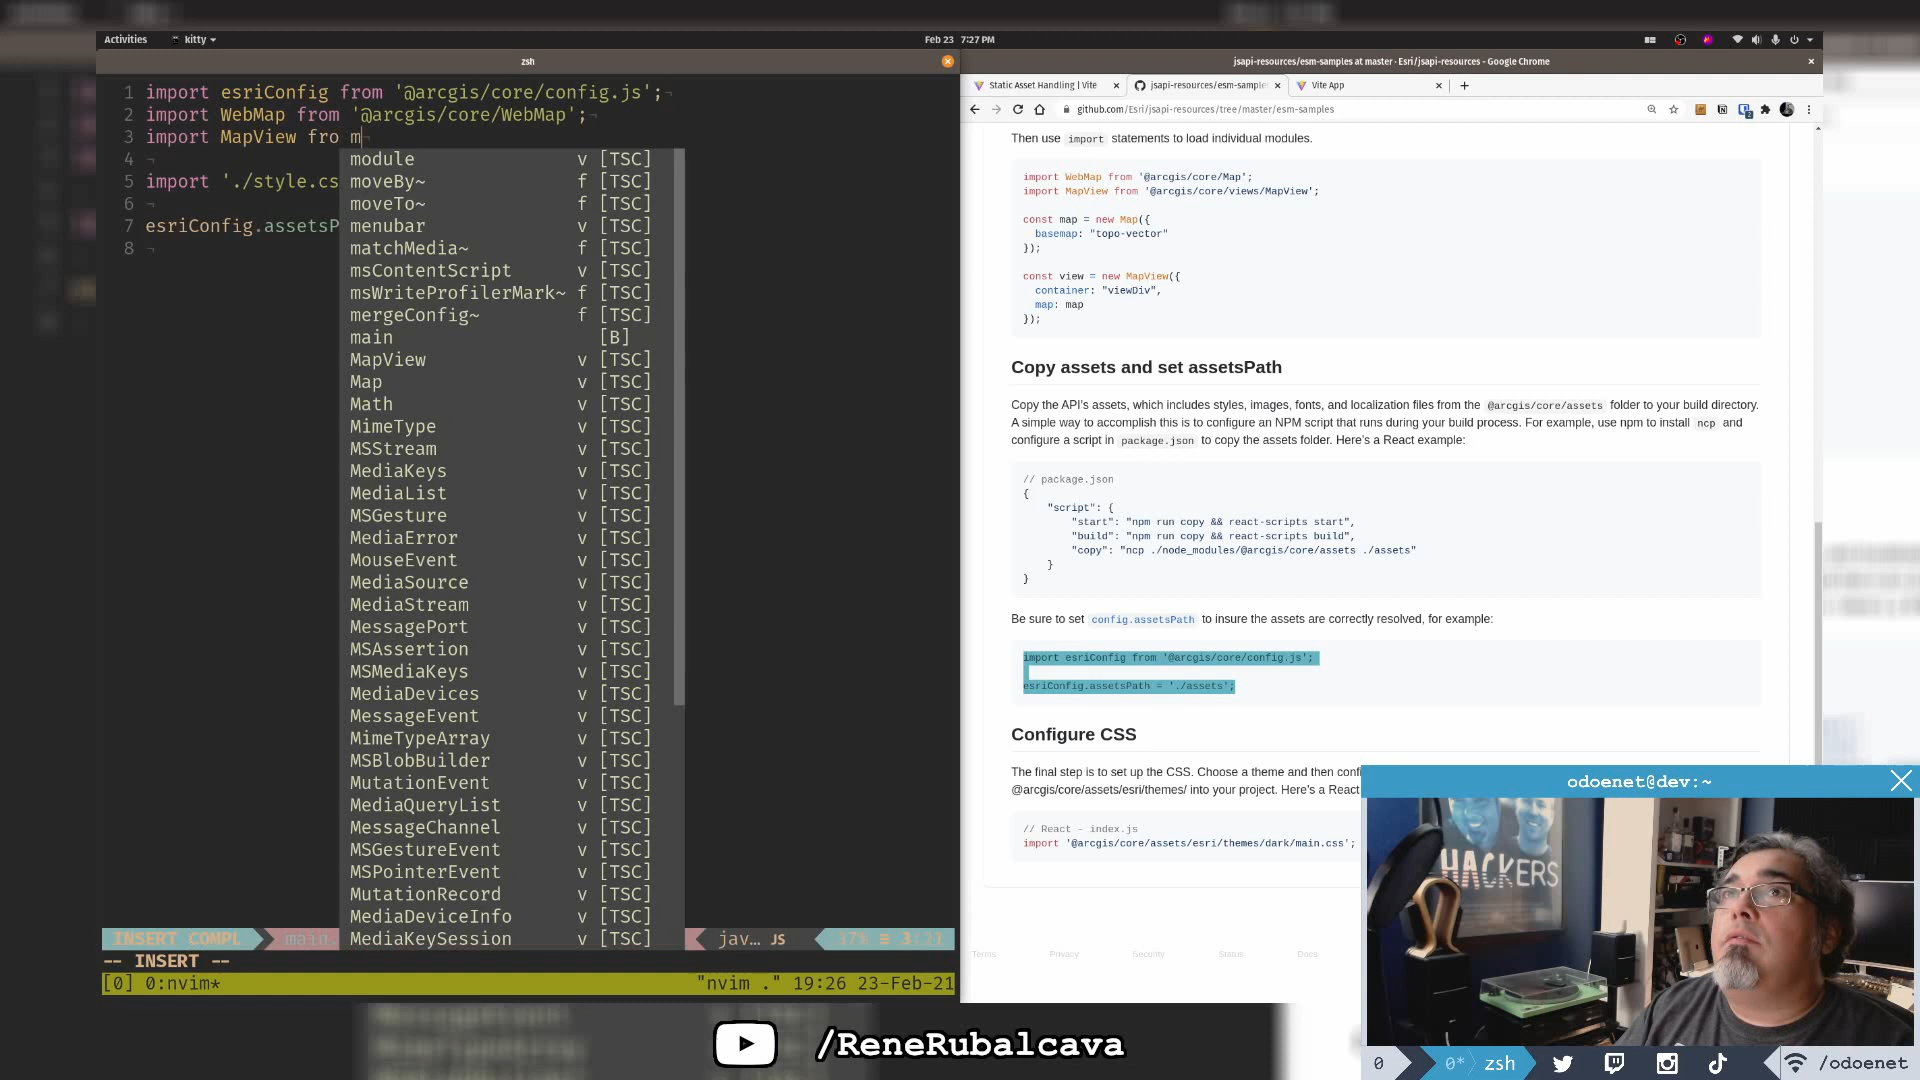 Activities
kitty
Feb 23 7:27 PM
zsh
1 import esriConfig from '@arcgis/core/config.js';
2 import WebMap from '@arcgis/core/WebMap';
3 import MapView fro m
4
5 import './style.cs
6
7 esriConfig.assetsP
8
module v [TSC]
moveBy~ f [TSC]
moveTo~ f [TSC]
menubar v [TSC]
matchMedia~ f [TSC]
msContentScript v [TSC]
msWriteProfilerMark~ f [TSC]
mergeConfig~ f [TSC]
main [B]
MapView v [TSC]
Map v [TSC]
Math v [TSC]
MimeType v [TSC]
MSStream v [TSC]
MediaKeys v [TSC]
MediaList v [TSC]
MSGesture v [TSC]
MediaError v [TSC]
MouseEvent v [TSC]
MediaSource v [TSC]
MediaStream v [TSC]
MessagePort v [TSC]
MSAssertion v [TSC]
MSMediaKeys v [TSC]
MediaDevices v [TSC]
MessageEvent v [TSC]
MimeTypeArray v [TSC]
MSBlobBuilder v [TSC]
MutationEvent v [TSC]
MediaQueryList v [TSC]
MessageChannel v [TSC]
MSGestureEvent v [TSC]
MSPointerEvent v [TSC]
MutationRecord v [TSC]
MediaDeviceInfo v [TSC]
MediaKeySession v [TSC]
INSERT COMPL main. jav… JS 37% ≡ 3:21
-- INSERT --
[0] 0:nvim* "nvim ." 19:26 23-Feb-21
jsapi-resources/esm-samples at master · Esri/jsapi-resources - Google Chrome
Static Asset Handling | Vite
jsapi-resources/esm-samples
Vite App
github.com/Esri/jsapi-resources/tree/master/esm-samples
Then use import statements to load individual modules.
import WebMap from '@arcgis/core/Map';
import MapView from '@arcgis/core/views/MapView';
const map = new Map({
basemap: "topo-vector"
});
const view = new MapView({
container: "viewDiv",
map: map
});
Copy assets and set assetsPath
Copy the API's assets, which includes styles, images, fonts, and localization files from the @arcgis/core/assets folder to your build directory.
A simple way to accomplish this is to configure an NPM script that runs during your build process. For example, use npm to install ncp and
configure a script in package.json to copy the assets folder. Here's a React example:
// package.json
{
"script": {
"start": "npm run copy && react-scripts start",
"build": "npm run copy && react-scripts build",
"copy": "ncp ./node_modules/@arcgis/core/assets ./assets"
}
}
Be sure to set config.assetsPath to insure the assets are correctly resolved, for example:
import esriConfig from '@arcgis/core/config.js';
esriConfig.assetsPath = './assets';
Configure CSS
The final step is to set up the CSS. Choose a theme and then confi
@arcgis/core/assets/esri/themes/ into your project. Here's a React
// React - index.js
import '@arcgis/core/assets/esri/themes/dark/main.css';
Terms
Privacy
Security
Status
Docs
odoenet@dev:~
HACKERS
/ReneRubalcava
0 0* zsh /odoenet